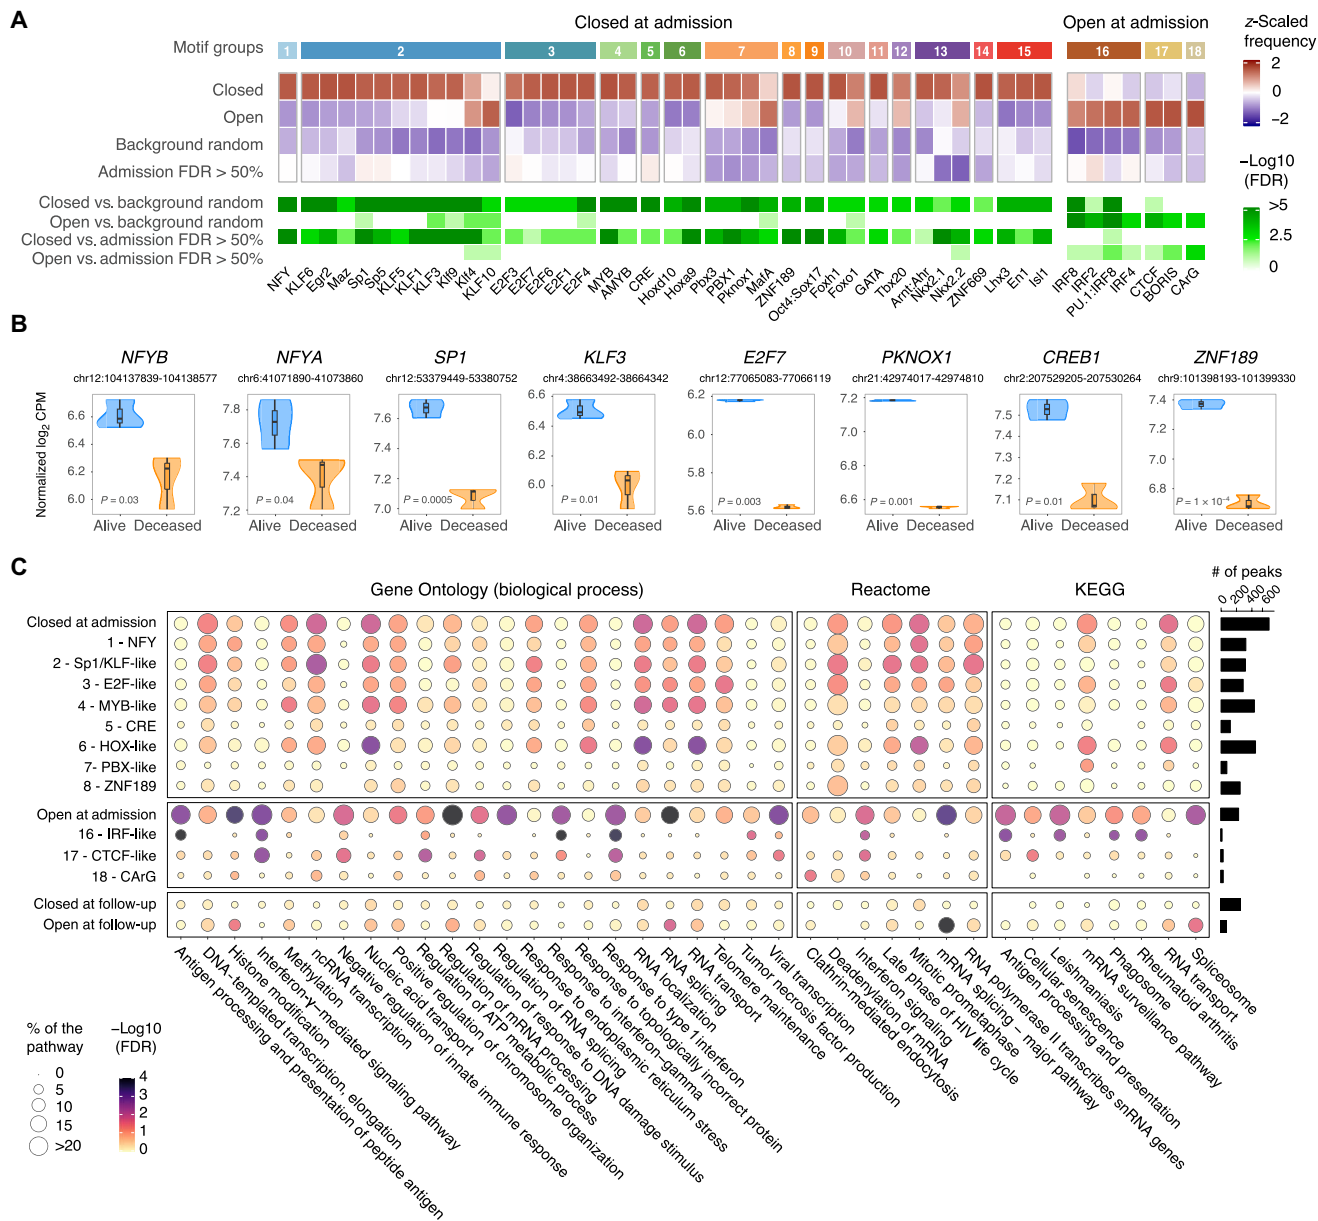 A
Closed at admission
Open at admission
z-Scaled
frequency
Motif groups
1 2 3 4 5 6 7 8 9 10 11 12 13 14 15 16 17 18
Closed
Open
Background random
Admission FDR > 50%
2
0
−2
−Log10
(FDR)
>5
2.5
0
Closed vs. background random
Open vs. background random
Closed vs. admission FDR > 50%
Open vs. admission FDR > 50%
NFY KLF6 Egr2 Maz Sp1 Sp5 KLF5 KLF1 KLF3 Klf9 Klf4 KLF10 E2F3 E2F7 E2F6 E2F1 E2F4 MYB AMYB CRE Hoxd10 Hoxa9 Pbx3 PBX1 Pknox1 MafA ZNF189 Oct4:Sox17 Foxh1 Foxo1 GATA Tbx20 Arnt:Ahr Nkx2.1 Nkx2.2 ZNF669 Lhx3 En1 Isl1 IRF8 IRF2 PU.1:IRF8 IRF4 CTCF BORIS CArG
B
NFYB NFYA SP1 KLF3 E2F7 PKNOX1 CREB1 ZNF189
chr12:104137839-104138577 chr6:41071890-41073860 chr12:53379449-53380752 chr4:38663492-38664342 chr12:77065083-77066119 chr21:42974017-42974810 chr2:207529205-207530264 chr9:101398193-101399330
Normalized log2 CPM
6.6
6.2
6.0
P = 0.03
Alive Deceased
7.8
7.6
7.4
7.2
P = 0.04
Alive Deceased
7.6
7.4
7.2
7.0
P = 0.0005
Alive Deceased
6.6
6.4
6.2
6.0
P = 0.01
Alive Deceased
6.2
6.0
5.8
5.6
P = 0.003
Alive Deceased
7.2
7.0
6.8
6.6
P = 0.001
Alive Deceased
7.5
7.4
7.3
7.2
7.1
P = 0.01
Alive Deceased
7.4
7.2
7.0
6.8
P = 1 × 10⁻⁴
Alive Deceased
C
Gene Ontology (biological process)
Reactome
KEGG
# of peaks
0 200 400 600
Closed at admission
1 - NFY
2 - Sp1/KLF-like
3 - E2F-like
4 - MYB-like
5 - CRE
6 - HOX-like
7- PBX-like
8 - ZNF189
Open at admission
16 - IRF-like
17 - CTCF-like
18 - CArG
Closed at follow-up
Open at follow-up
Antigen processing and presentation of peptide antigen
DNA-templated transcription, elongation
Histone modification
Interferon-γ-mediated signaling pathway
Methylation
ncRNA transcription
Negative regulation of innate immune response
Nucleic acid transport
Positive regulation of chromosome organization
Regulation of ATP metabolic process
Regulation of mRNA processing
Regulation of response to DNA damage stimulus
Regulation of RNA splicing
Response to endoplasmic reticulum stress
Response to interferon-gamma
Response to topologically incorrect protein
Response to type 1 interferon
RNA localization
RNA splicing
RNA transport
Telomere maintenance
Tumor necrosis factor production
Viral transcription
Clathrin-mediated endocytosis
Deadenylation of mRNA
Interferon signaling
Late phase of HIV life cycle
Mitotic prometaphase
mRNA splicing - major pathway
RNA polymerase II transcribes snRNA genes
Antigen processing and presentation
Cellular senescence
Leishmaniasis
mRNA surveillance pathway
Phagosome
Rheumatoid arthritis
RNA transport
Spliceosome
% of the
pathway
0
5
10
15
>20
−Log10
(FDR)
4
3
2
1
0